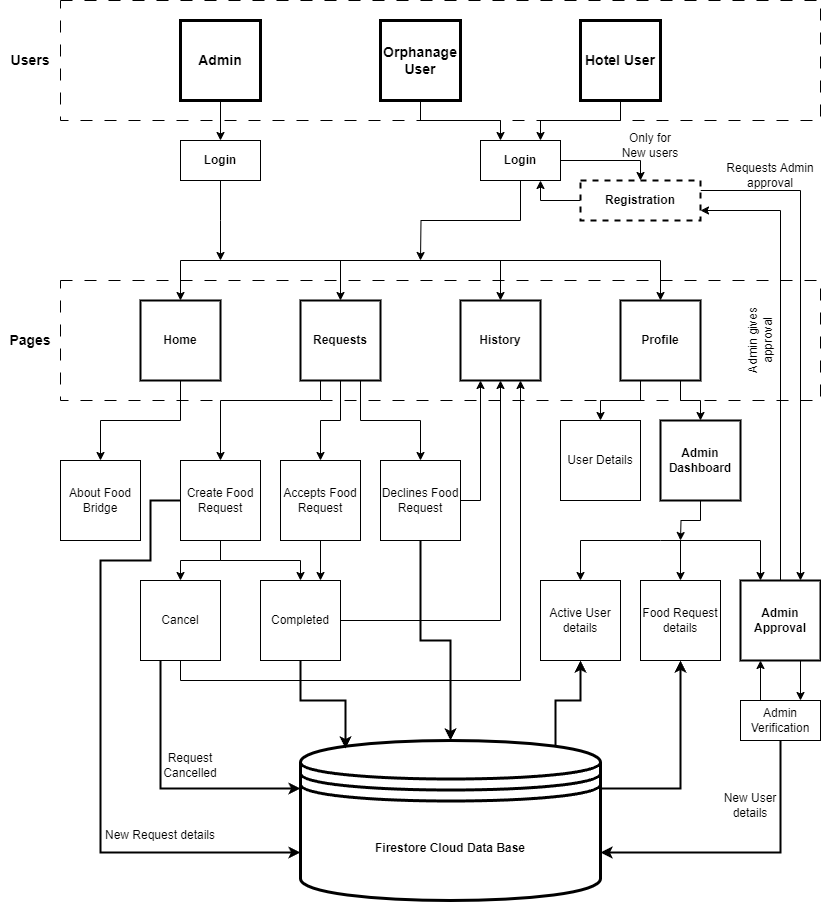 Users
Admin
Orphanage
User
Hotel User
Login
Login
Only for
New users
Registration
Requests Admin
approval
Pages
Home
Requests
History
Profile
Admin gives
approval
About Food
Bridge
Create Food
Request
Accepts Food
Request
Declines Food
Request
User Details
Admin
Dashboard
Cancel
Completed
Active User
details
Food Request
details
Admin
Approval
Admin
Verification
Request
Cancelled
New User
details
New Request details
Firestore Cloud Data Base